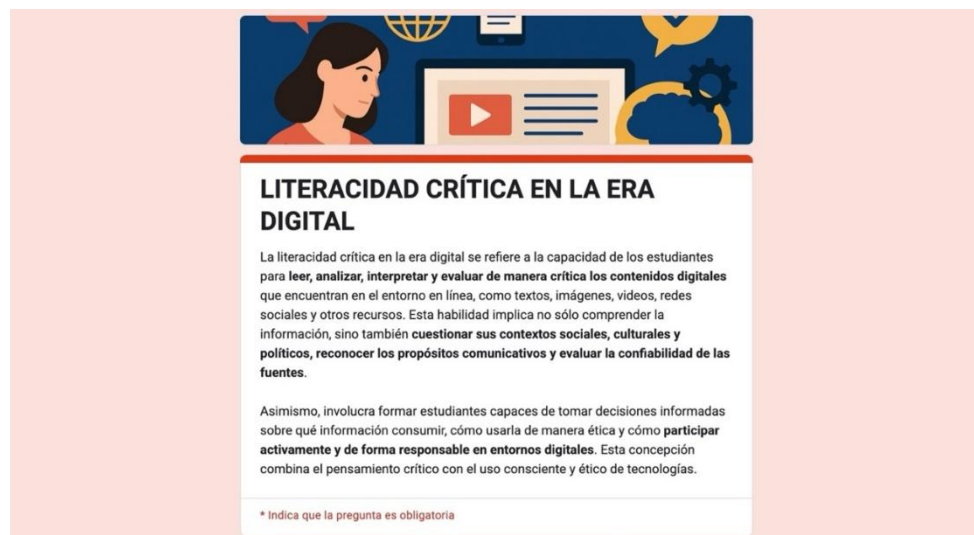 LITERACIDAD CRÍTICA EN LA ERA
DIGITAL
La literacidad crítica en la era digital se refiere a la capacidad de los estudiantes
para leer, analizar, interpretar y evaluar de manera crítica los contenidos digitales
que encuentran en el entorno en línea, como textos, imágenes, videos, redes
sociales y otros recursos. Esta habilidad implica no sólo comprender la
información, sino también cuestionar sus contextos sociales, culturales y
políticos, reconocer los propósitos comunicativos y evaluar la confiabilidad de las
fuentes.
Asimismo, involucra formar estudiantes capaces de tomar decisiones informadas
sobre qué información consumir, cómo usarla de manera ética y cómo participar
activamente y de forma responsable en entornos digitales. Esta concepción
combina el pensamiento crítico con el uso consciente y ético de tecnologías.
* Indica que la pregunta es obligatoria